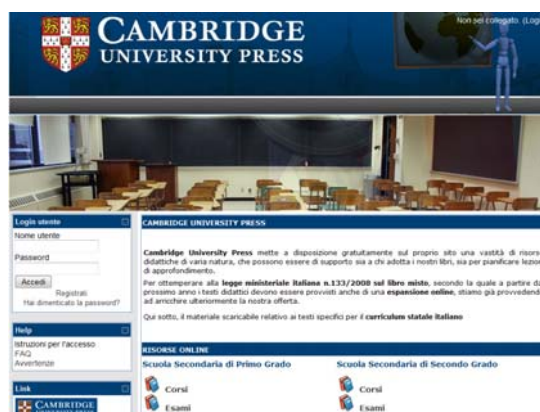 CAMBRIDGE
UNIVERSITY PRESS
Non sei collegato. (Log
Login utente
Nome utente
Password
Accedi
Registrati
Hai dimenticato la password?
Help
Istruzioni per l'accesso
FAQ
Avvertenze
Link
CAMBRIDGE
CAMBRIDGE UNIVERSITY PRESS
Cambridge University Press mette a disposizione gratuitamente sul proprio sito una vastità di risors
didattiche di varia natura, che possono essere di supporto sia a chi adotta i nostri libri, sia per pianificare lezion
di approfondimento.
Per ottemperare alla legge ministeriale italiana n.133/2008 sul libro misto, secondo la quale a partire da
prossimo anno i testi didattici devono essere provvisti anche di una espansione online, stiamo già provvedend
ad arricchire ulteriormente la nostra offerta.
Qui sotto, il materiale scaricabile relativo ai testi specifici per il curriculum statale italiano
RISORSE ONLINE
Scuola Secondaria di Primo Grado
Corsi
Esami
Scuola Secondaria di Secondo Grado
Corsi
Esami